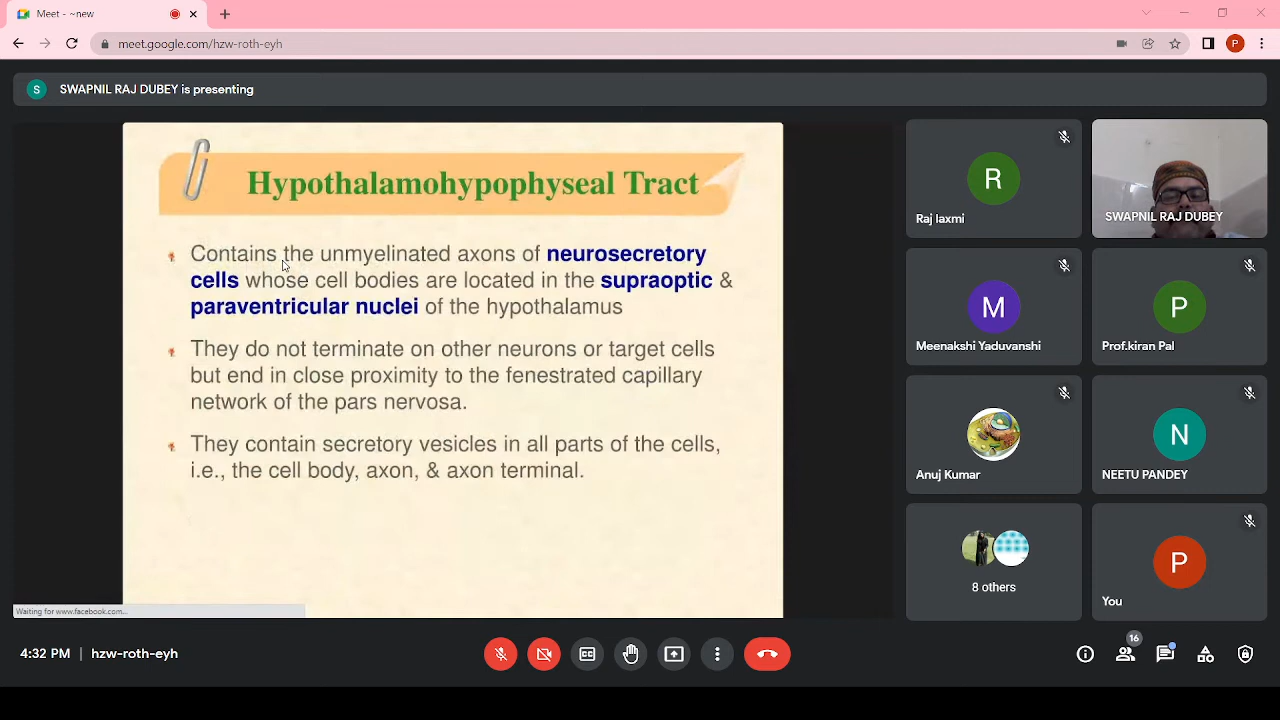 Meet - ~new
meet.google.com/hzw-roth-eyh
P
S
SWAPNIL RAJ DUBEY is presenting
Hypothalamohypophyseal Tract
Contains the unmyelinated axons of neurosecretory
cells whose cell bodies are located in the supraoptic &
paraventricular nuclei of the hypothalamus
They do not terminate on other neurons or target cells
but end in close proximity to the fenestrated capillary
network of the pars nervosa.
They contain secretory vesicles in all parts of the cells,
i.e., the cell body, axon, & axon terminal.
R
Raj laxmi
SWAPNIL RAJ DUBEY
M
Meenakshi Yaduvanshi
P
Prof.kiran Pal
Anuj Kumar
N
NEETU PANDEY
8 others
P
You
Waiting for www.facebook.com...
4:32 PM | hzw-roth-eyh
CC
16